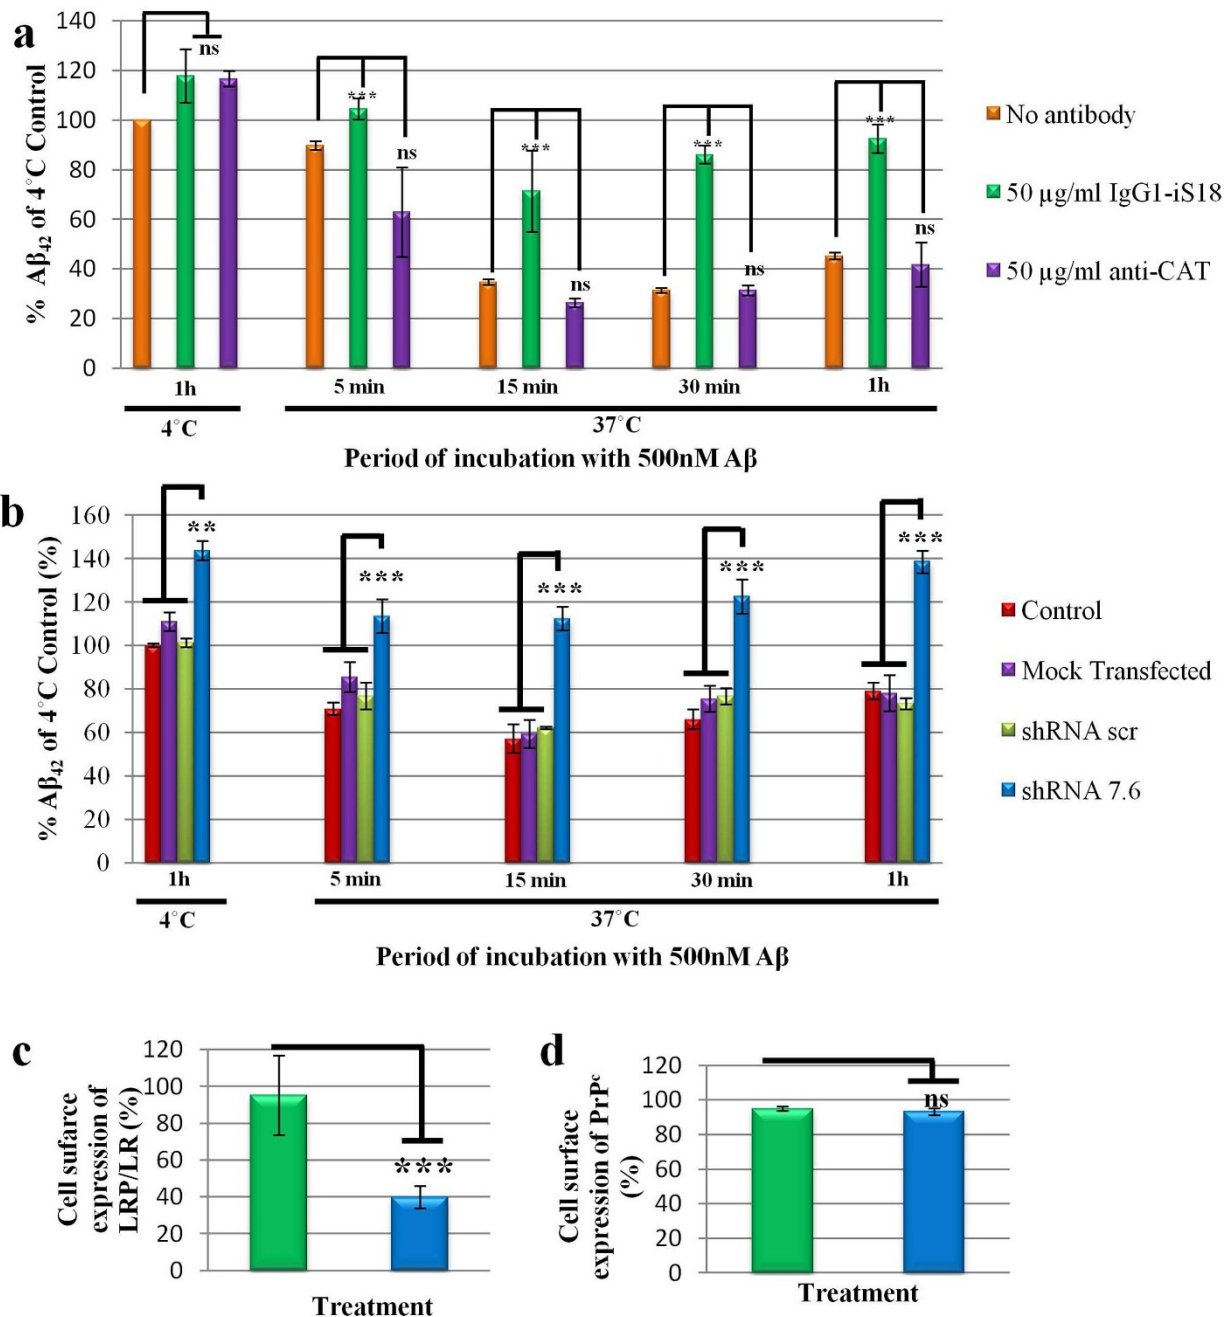 a
% Aβ₄₂ of 4°C Control
140
120
100
80
60
40
20
0
ns
***
ns
***
ns
***
ns
***
ns
1h
5 min
15 min
30 min
1h
4°C
37°C
Period of incubation with 500nM Aβ
No antibody
50 µg/ml IgG1-iS18
50 µg/ml anti-CAT
b
% Aβ₄₂ of 4°C Control (%)
160
140
120
100
80
60
40
20
0
**
***
***
***
***
1h
5 min
15 min
30 min
1h
4°C
37°C
Period of incubation with 500nM Aβ
Control
Mock Transfected
shRNA scr
shRNA 7.6
c
Cell sufarce
expression of
LRP/LR (%)
120
100
80
60
40
20
0
***
Treatment
d
Cell surface
expression of PrPᶜ
(%)
120
100
80
60
40
20
0
ns
Treatment